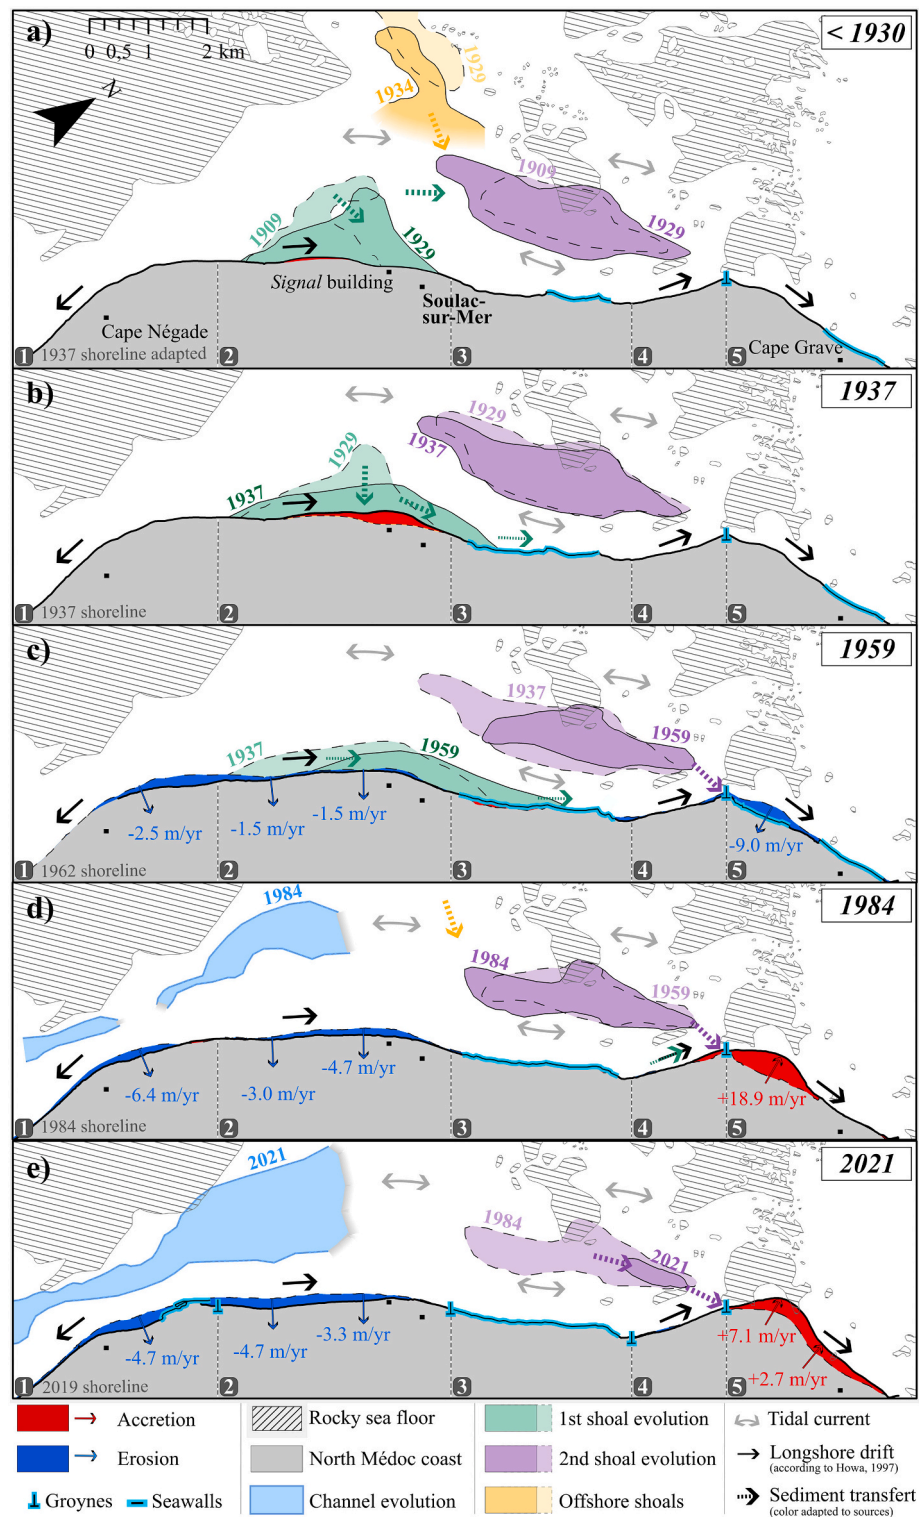 a)
< 1930
0 0,5 1 2 km
N
1929
1934
1909
1909
1929
1929
Signal building
Soulac-
sur-Mer
Cape Négade
Cape Grave
1 1937 shoreline adapted 2 3 4 5
b)
1937
1929
1937
1929
1937
1 1937 shoreline 2 3 4 5
c)
1959
1937
1959
1937
1959
-2.5 m/yr
-1.5 m/yr
-1.5 m/yr
-9.0 m/yr
1 1962 shoreline 2 3 4 5
d)
1984
1984
1984
1959
-6.4 m/yr
-3.0 m/yr
-4.7 m/yr
+18.9 m/yr
1 1984 shoreline 2 3 4 5
e)
2021
2021
1984
2021
-4.7 m/yr
-4.7 m/yr
-3.3 m/yr
+7.1 m/yr
+2.7 m/yr
1 2019 shoreline 2 3 4 5
Accretion
Erosion
Groynes
Seawalls
Rocky sea floor
North Médoc coast
Channel evolution
1st shoal evolution
2nd shoal evolution
Offshore shoals
Tidal current
Longshore drift
(according to Howa, 1997)
Sediment transfert
(color adapted to sources)